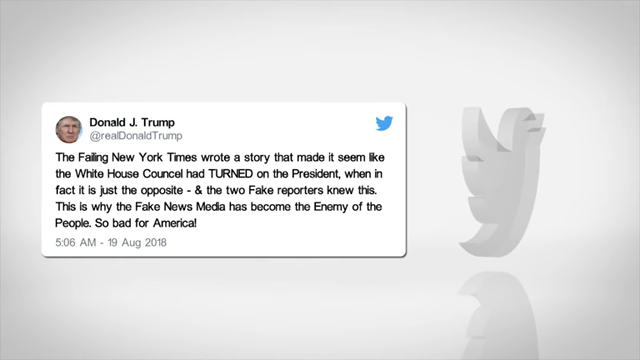 Donald J. Trump
@realDonaldTrump
The Failing New York Times wrote a story that made it seem like
the White House Councel had TURNED on the President, when in
fact it is just the opposite - & the two Fake reporters knew this.
This is why the Fake News Media has become the Enemy of the
People. So bad for America!
5:06 AM - 19 Aug 2018